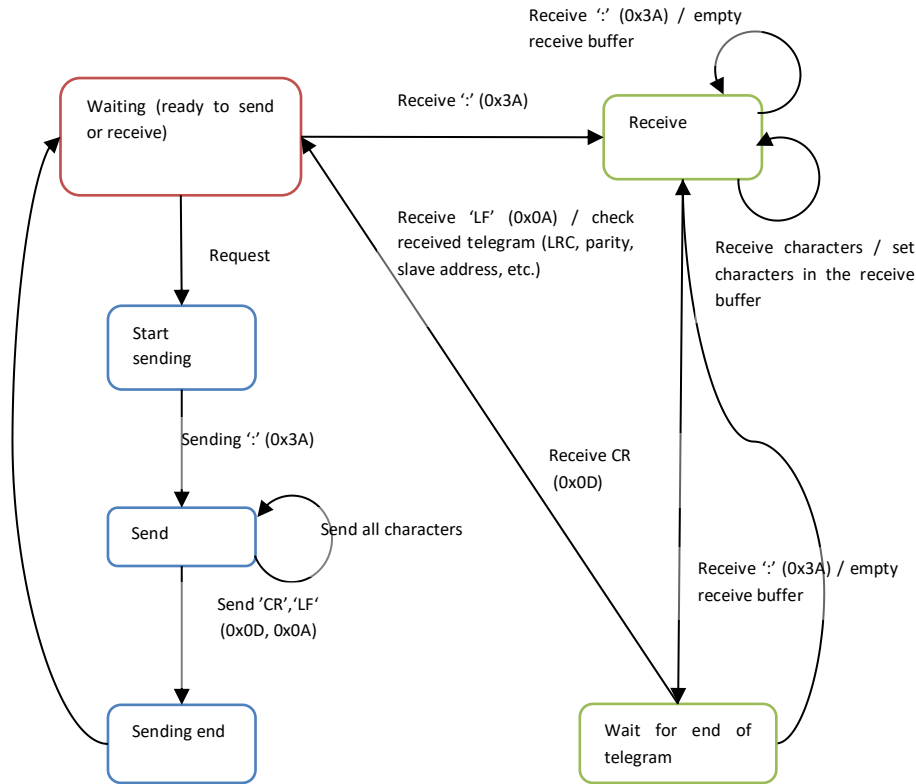 Receive ‘:’ (0x3A) / empty
receive buffer
Waiting (ready to send
or receive)
Receive ‘:’ (0x3A)
Receive
Receive ‘LF’ (0x0A) / check
received telegram (LRC, parity,
slave address, etc.)
Request
Receive characters / set
characters in the receive
buffer
Start
sending
Sending ‘:’ (0x3A)
Receive CR
(0x0D)
Send
Send all characters
Receive ‘:’ (0x3A) / empty
receive buffer
Send ’CR’,‘LF‘
(0x0D, 0x0A)
Sending end
Wait for end of
telegram